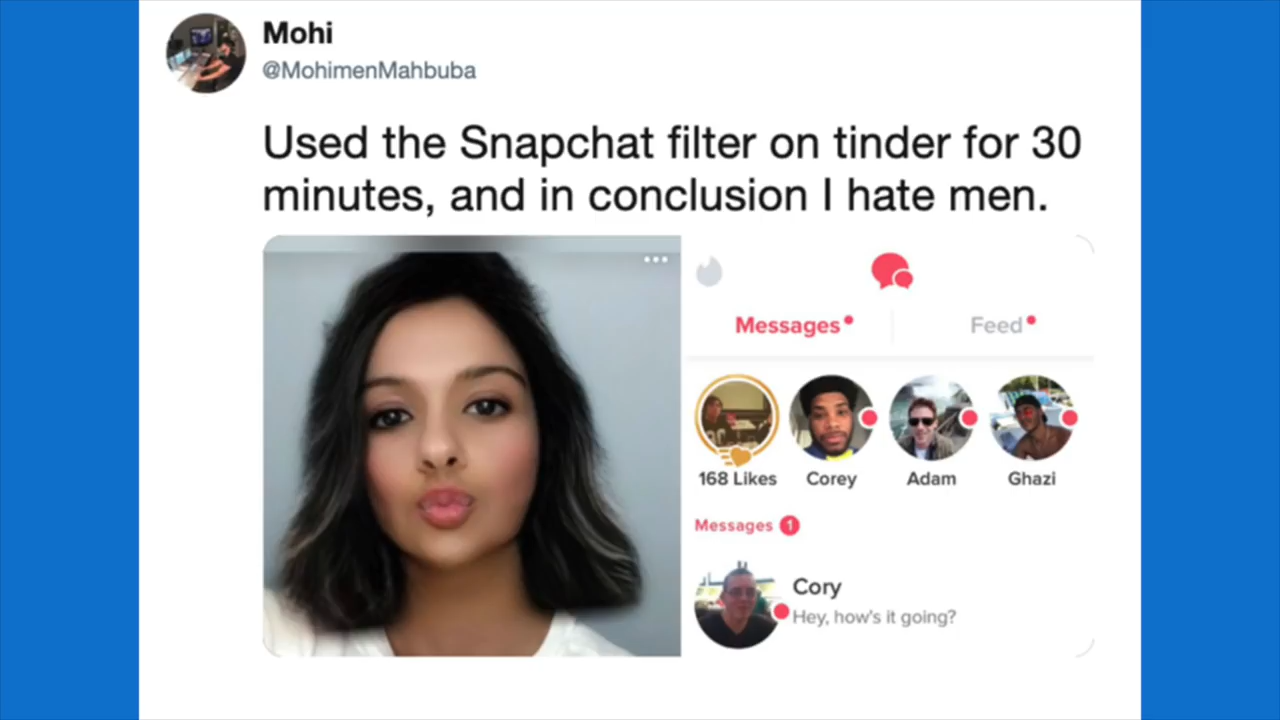 Mohi
@MohimenMahbuba
Used the Snapchat filter on tinder for 30
minutes, and in conclusion I hate men.
Messages Feed
168 Likes Corey Adam Ghazi
Messages 1
Cory
Hey, how's it going?